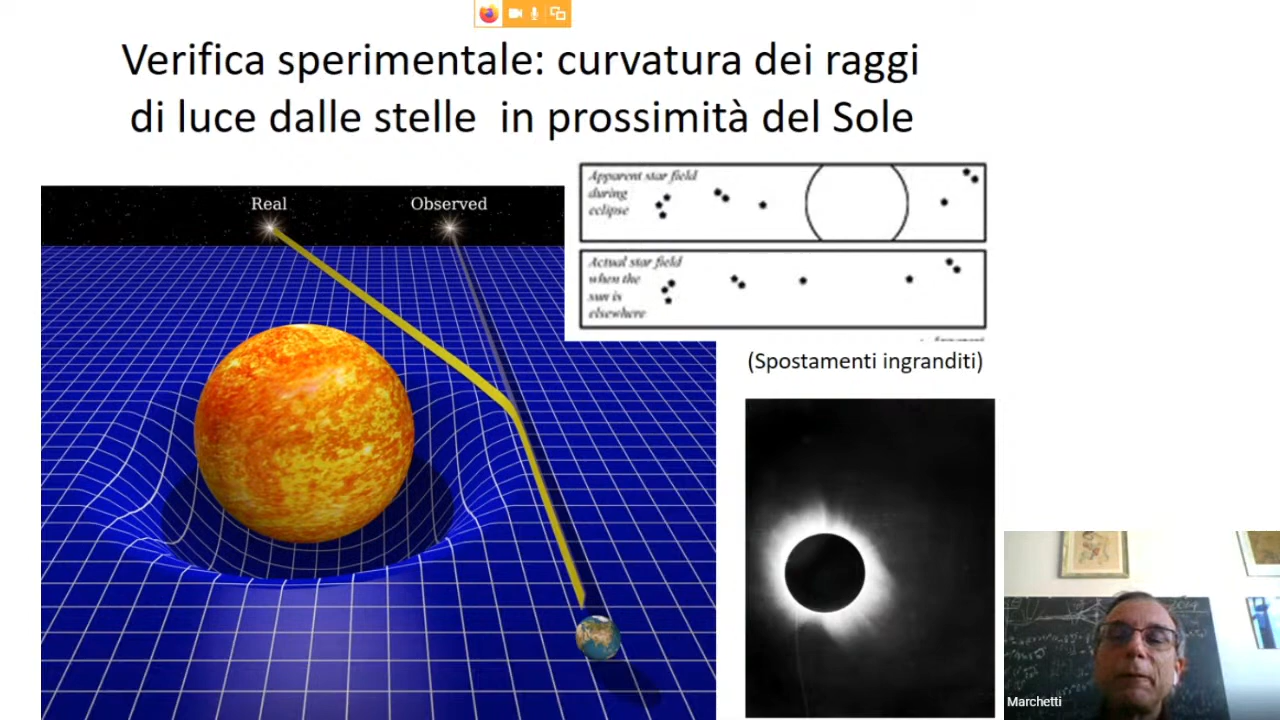 Verifica sperimentale: curvatura dei raggi
di luce dalle stelle in prossimità del Sole
Real
Observed
Apparent star field
during
eclipse
Actual star field
when the
sun is
elsewhere
(Spostamenti ingranditi)
Marchetti